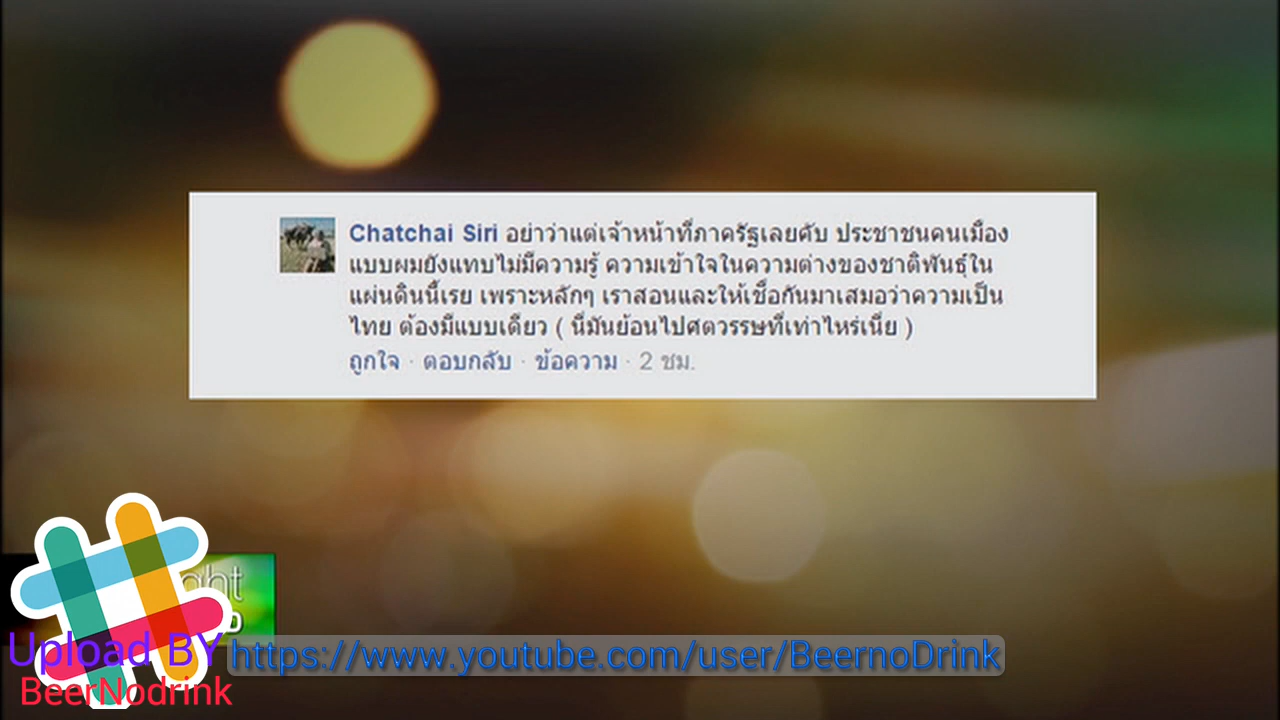 Chatchai Siri อย่าว่าแต่เจ้าหน้าที่ภาครัฐเลยคับ ประชาชนคนเมือง
แบบผมยังแทบไม่มีความรู้ ความเข้าใจในความต่างของชาติพันธุ์ใน
แผ่นดินนี้เรย เพราะหลักๆ เราสอนและให้เชื่อกันมาเสมอว่าความเป็น
ไทย ต้องมีแบบเดียว ( นี่มันย้อนไปศตวรรษที่เท่าไหร่เนี่ย )
ถูกใจ · ตอบกลับ · ข้อความ · 2 ชม.
Upload BY https://www.youtube.com/user/BeernoDrink
BeerNodrink